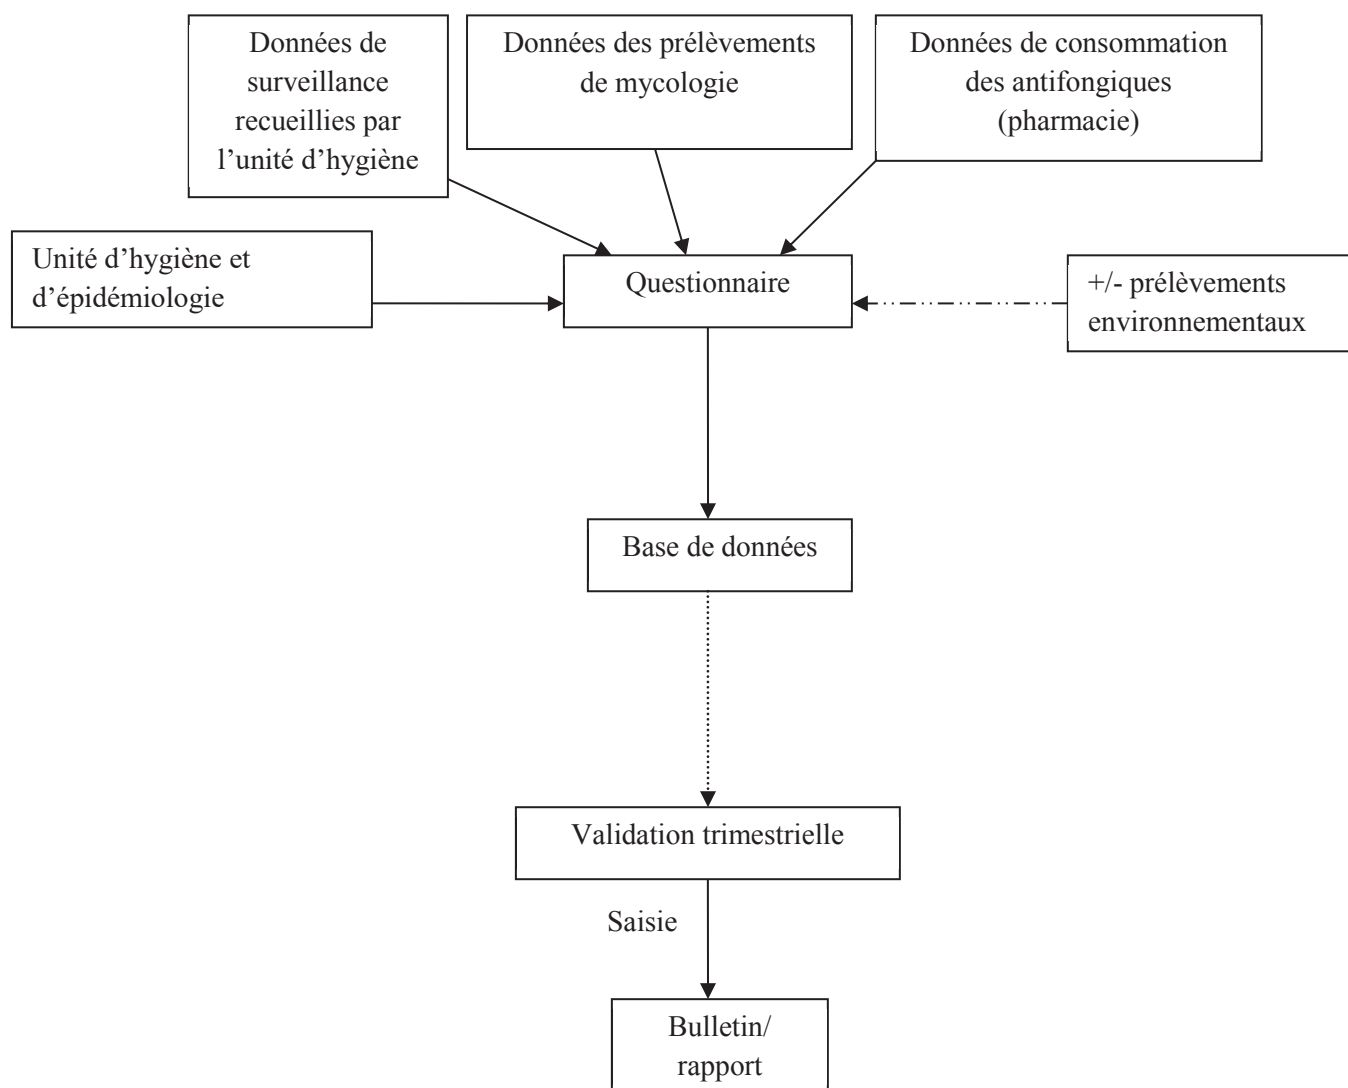 Données de
surveillance
recueillies par
l’unité d’hygiène
Données des prélèvements
de mycologie
Données de consommation
des antifongiques
(pharmacie)
Unité d’hygiène et
d’épidémiologie
Questionnaire
+/- prélèvements
environnementaux
Base de données
Validation trimestrielle
Saisie
Bulletin/
rapport